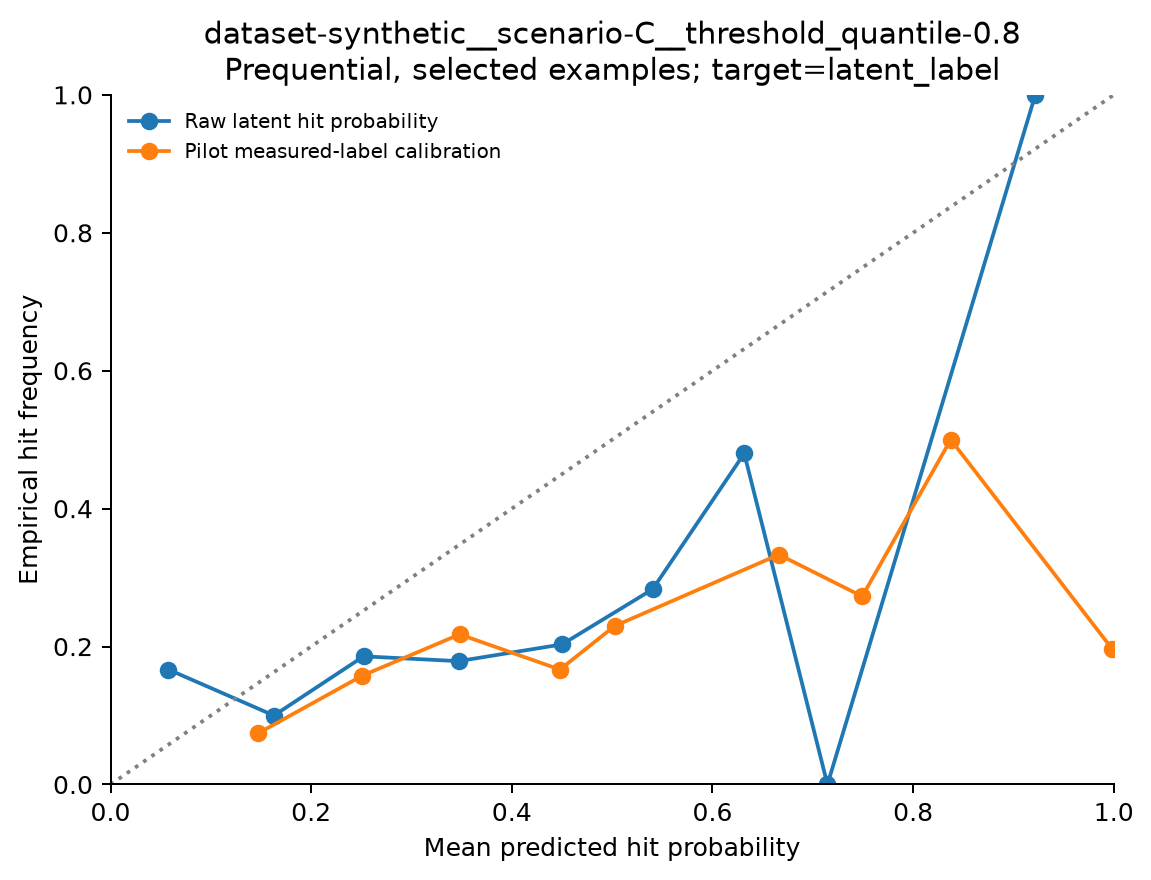 dataset-synthetic__scenario-C__threshold_quantile-0.8
Prequential, selected examples; target=latent_label
Raw latent hit probability
Pilot measured-label calibration
Empirical hit frequency
1.0
0.8
0.6
0.4
0.2
0.0
0.0 0.2 0.4 0.6 0.8 1.0
Mean predicted hit probability